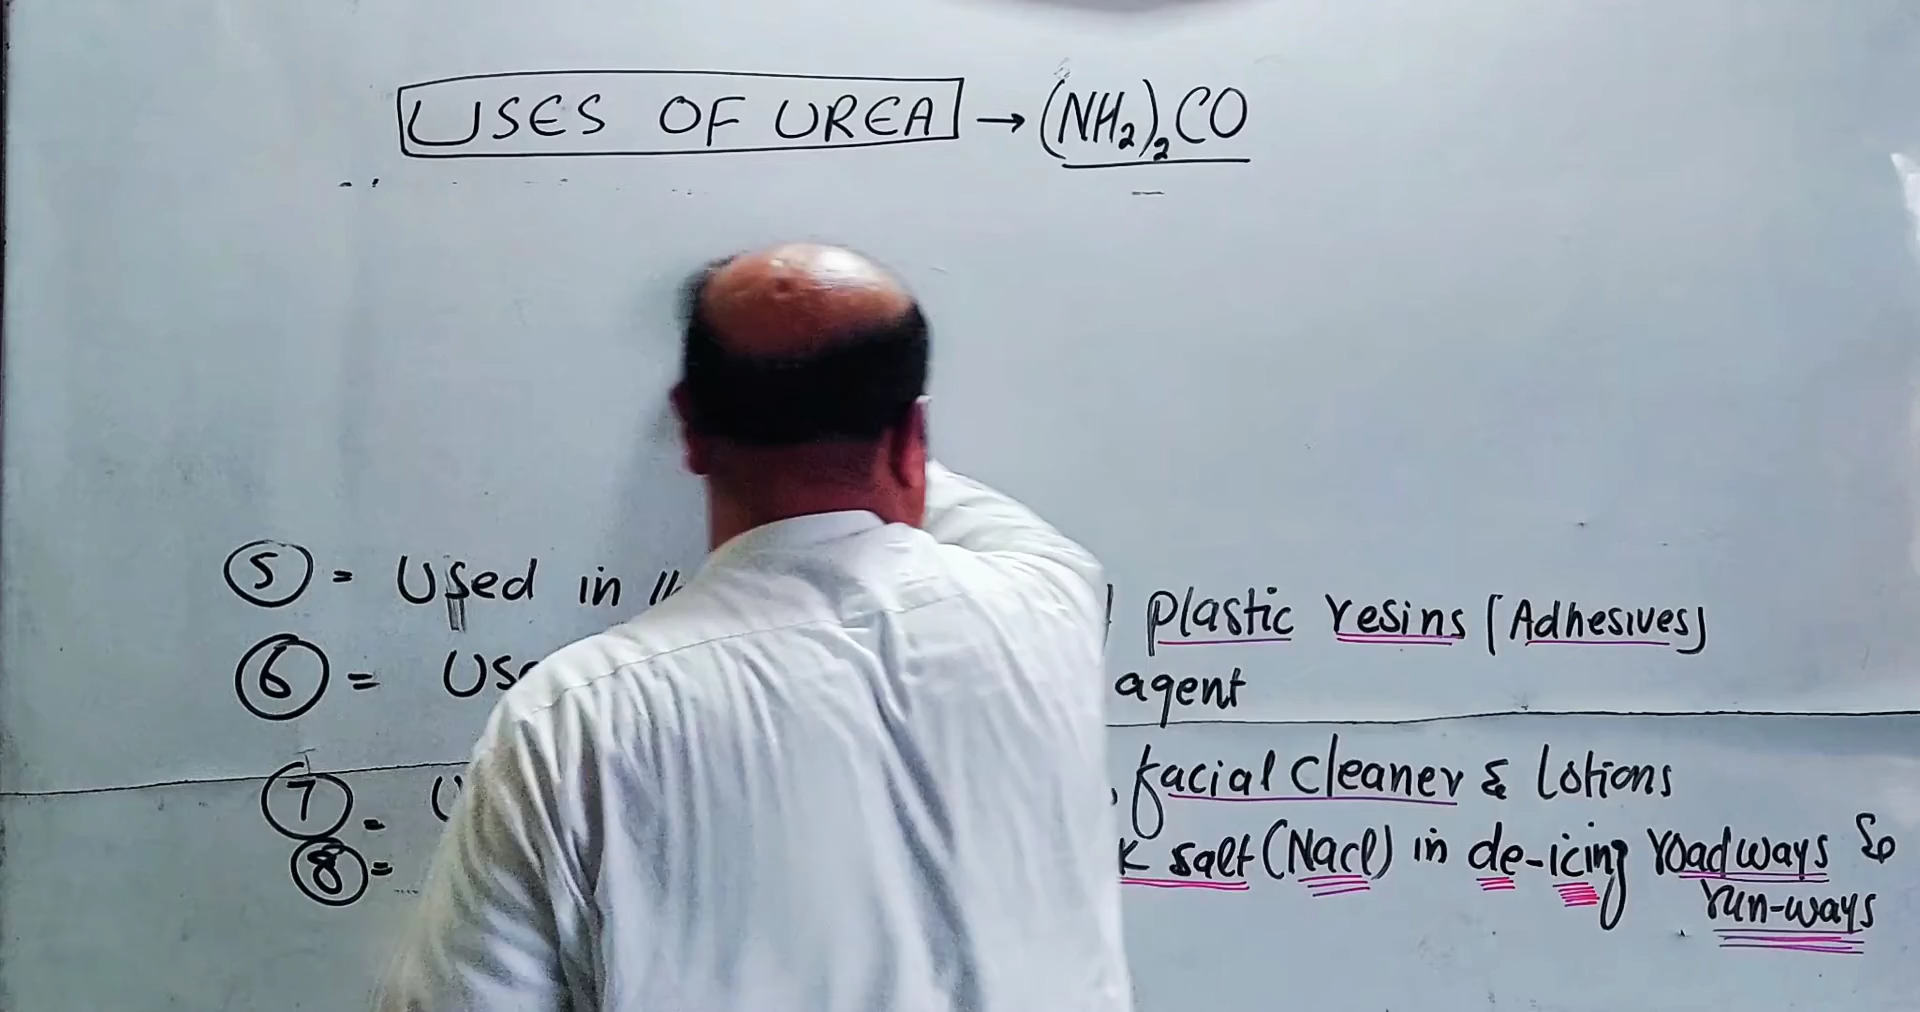 USES OF UREA → (NH₂)₂CO
5 = Used in plastic resins (Adhesives)
6 = agent
7 = facial cleaner & Lotions
8 = salt (Nacl) in de-icing roadways &
run-ways